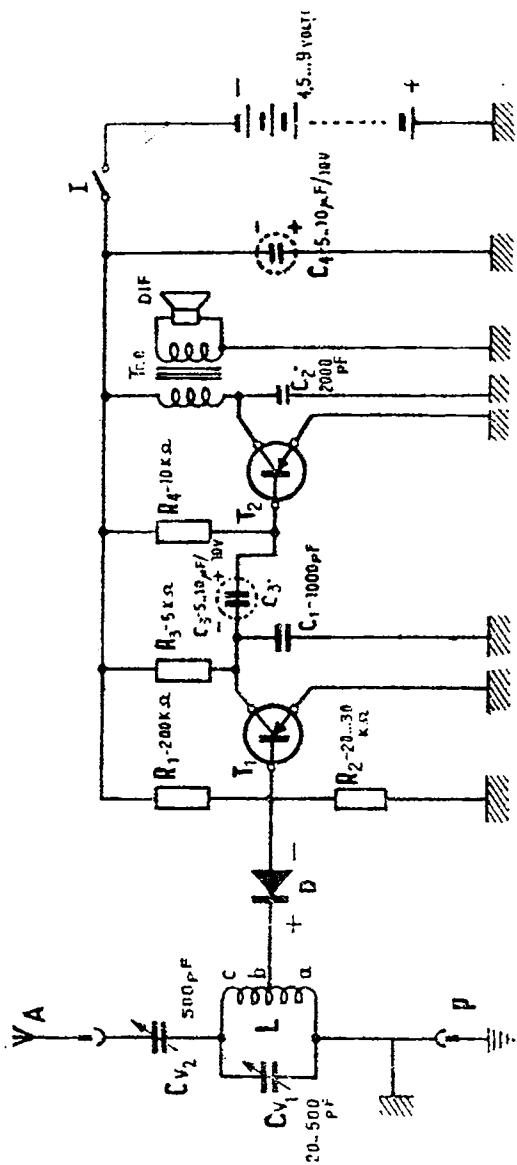 A
Cv₂
500pF
Cv₁
20..500
pF
L
c
b
a
P
+
D
−
R₁-200KΩ
T₁
R₂-20...30
KΩ
R₃-5KΩ
C₃-5..10µF/
10V
−
+
C₃
C₁-1000pF
R₄-10KΩ
T₂
Tr.e
DIF
C₂
2000
pF
−
+
C₄-5..10µF/10V
I
−
4,5...9 VOLTI
+